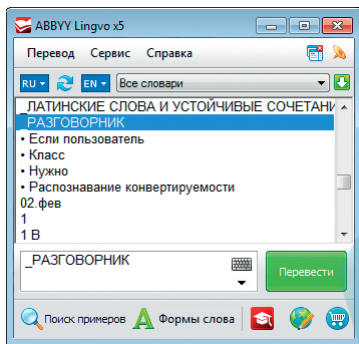 ABBYY Lingvo x5
Перевод Сервис Справка
RU EN Все словари
_ЛАТИНСКИЕ СЛОВА И УСТОЙЧИВЫЕ СОЧЕТАНИ
_РАЗГОВОРНИК
• Если пользователь
• Класс
• Нужно
• Распознавание конвертируемости
02.фев
1
1 В
_РАЗГОВОРНИК
Перевести
Поиск примеров A Формы слова